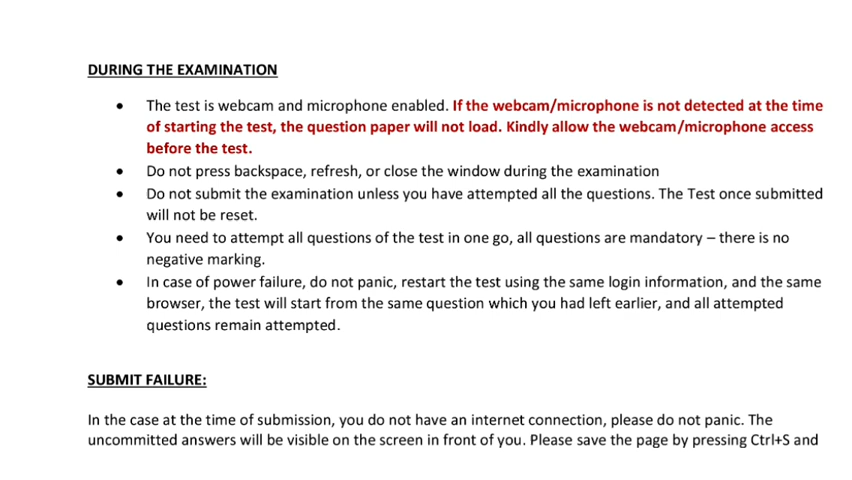 DURING THE EXAMINATION
• The test is webcam and microphone enabled. If the webcam/microphone is not detected at the time
of starting the test, the question paper will not load. Kindly allow the webcam/microphone access
before the test.
• Do not press backspace, refresh, or close the window during the examination
• Do not submit the examination unless you have attempted all the questions. The Test once submitted
will not be reset.
• You need to attempt all questions of the test in one go, all questions are mandatory – there is no
negative marking.
• In case of power failure, do not panic, restart the test using the same login information, and the same
browser, the test will start from the same question which you had left earlier, and all attempted
questions remain attempted.
SUBMIT FAILURE:
In the case at the time of submission, you do not have an internet connection, please do not panic. The
uncommitted answers will be visible on the screen in front of you. Please save the page by pressing Ctrl+S and